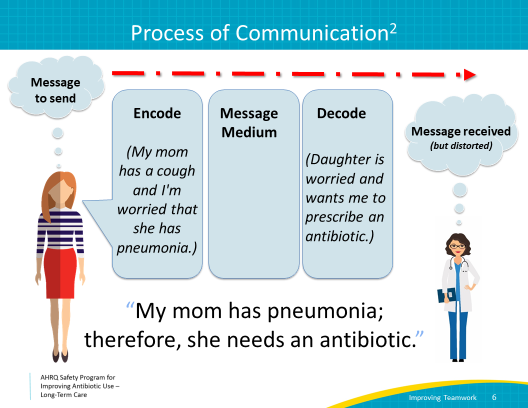 Process of Communication2
Message
to send
Encode
(My mom
has a cough
and I'm
worried that
she has
pneumonia.)
Message
Medium
Decode
(Daughter is
worried and
wants me to
prescribe an
antibiotic.)
Message received
(but distorted)
“My mom has pneumonia;
therefore, she needs an antibiotic.”
AHRQ Safety Program for
Improving Antibiotic Use –
Long-Term Care
Improving Teamwork 6